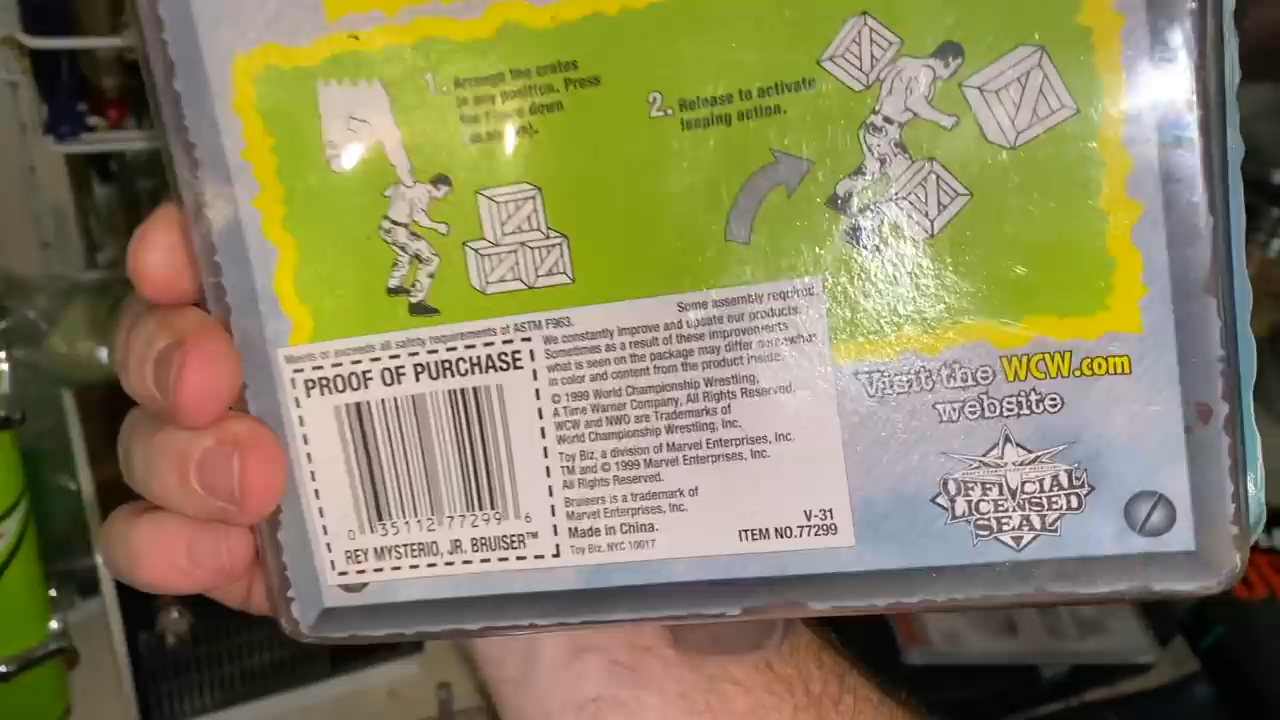 1. Arrange the crates
in any position. Press
down
2. Release to activate
leaping action.
Meets or exceeds all safety requirements of ASTM F963.
PROOF OF PURCHASE
0 35112 77299 6
REY MYSTERIO, JR. BRUISER™
Some assembly required.
We constantly improve and update our products.
Sometimes as a result of these improvements
what is seen on the package may differ somewhat
in color and content from the product inside.
© 1999 World Championship Wrestling,
A Time Warner Company, All Rights Reserved.
WCW and NWO are Trademarks of
World Championship Wrestling, Inc.
Toy Biz, a division of Marvel Enterprises, Inc.
TM and © 1999 Marvel Enterprises, Inc.
All Rights Reserved.
Bruisers is a trademark of
Marvel Enterprises, Inc.
Made in China.
Toy Biz, NYC 10017
V-31
ITEM NO.77299
Visit the WCW.com
website
OFFICIAL
LICENSED
SEAL